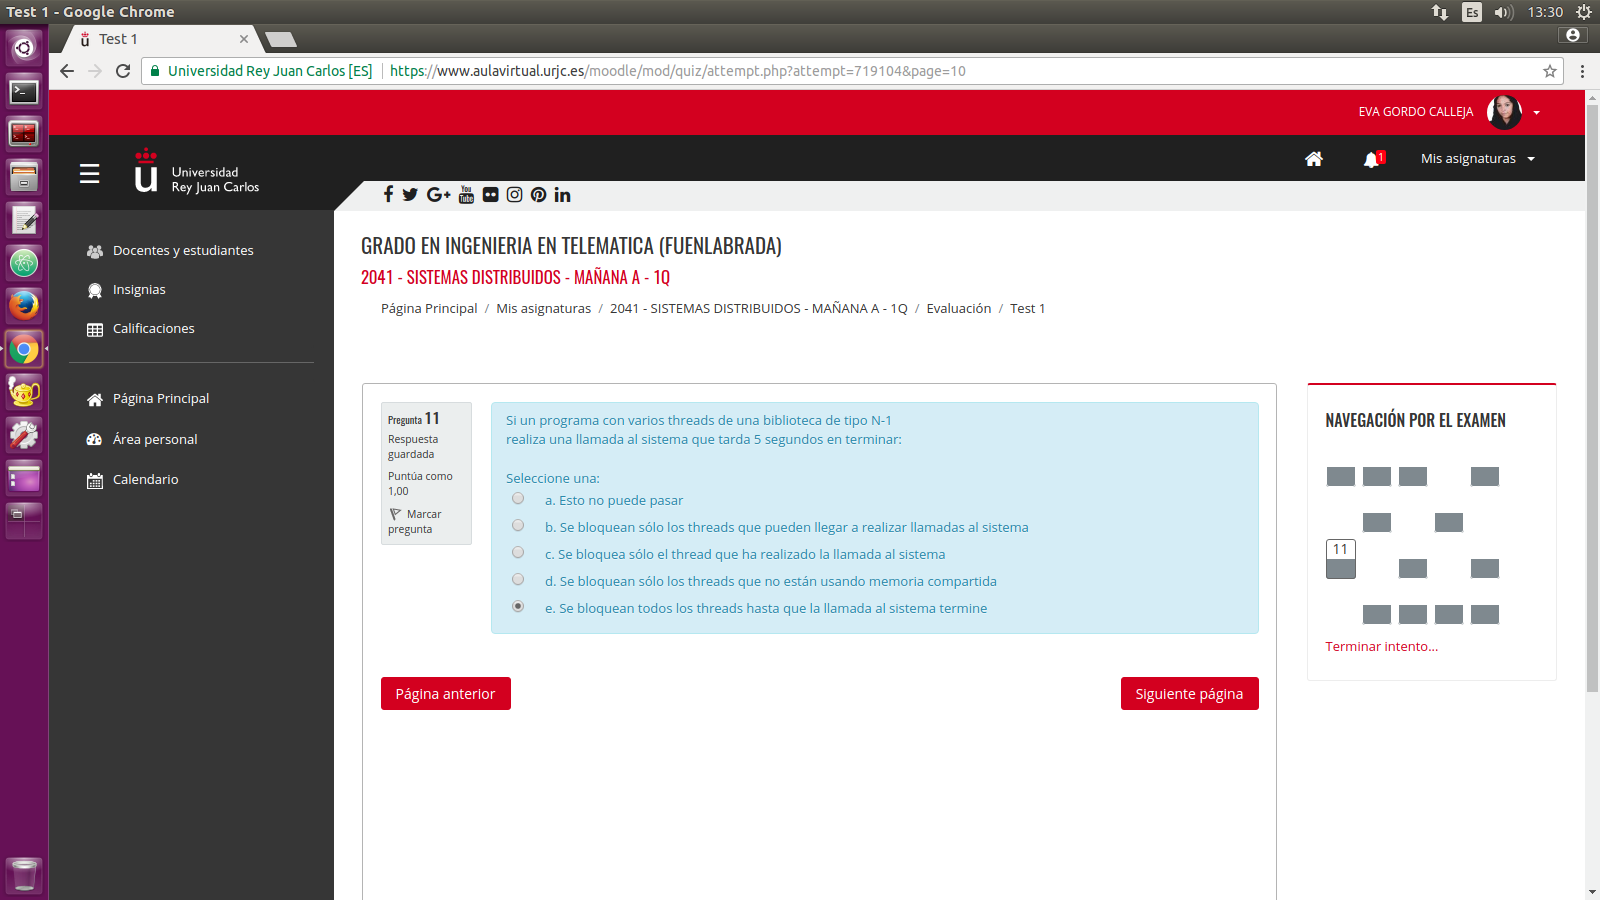 Test 1 - Google Chrome
Es
13:30
Test 1
Universidad Rey Juan Carlos [ES]
https://www.aulavirtual.urjc.es/moodle/mod/quiz/attempt.php?attempt=719104&page=10
EVA GORDO CALLEJA
Universidad
Rey Juan Carlos
1
Mis asignaturas
Docentes y estudiantes
Insignias
Calificaciones
Página Principal
Área personal
Calendario
GRADO EN INGENIERIA EN TELEMATICA (FUENLABRADA)
2041 - SISTEMAS DISTRIBUIDOS - MAÑANA A - 1Q
Página Principal / Mis asignaturas / 2041 - SISTEMAS DISTRIBUIDOS - MAÑANA A - 1Q / Evaluación / Test 1
Pregunta 11
Respuesta
guardada
Puntúa como
1,00
Marcar
pregunta
Si un programa con varios threads de una biblioteca de tipo N-1
realiza una llamada al sistema que tarda 5 segundos en terminar:
Seleccione una:
a. Esto no puede pasar
b. Se bloquean sólo los threads que pueden llegar a realizar llamadas al sistema
c. Se bloquea sólo el thread que ha realizado la llamada al sistema
d. Se bloquean sólo los threads que no están usando memoria compartida
e. Se bloquean todos los threads hasta que la llamada al sistema termine
Página anterior
Siguiente página
NAVEGACIÓN POR EL EXAMEN
11
Terminar intento...